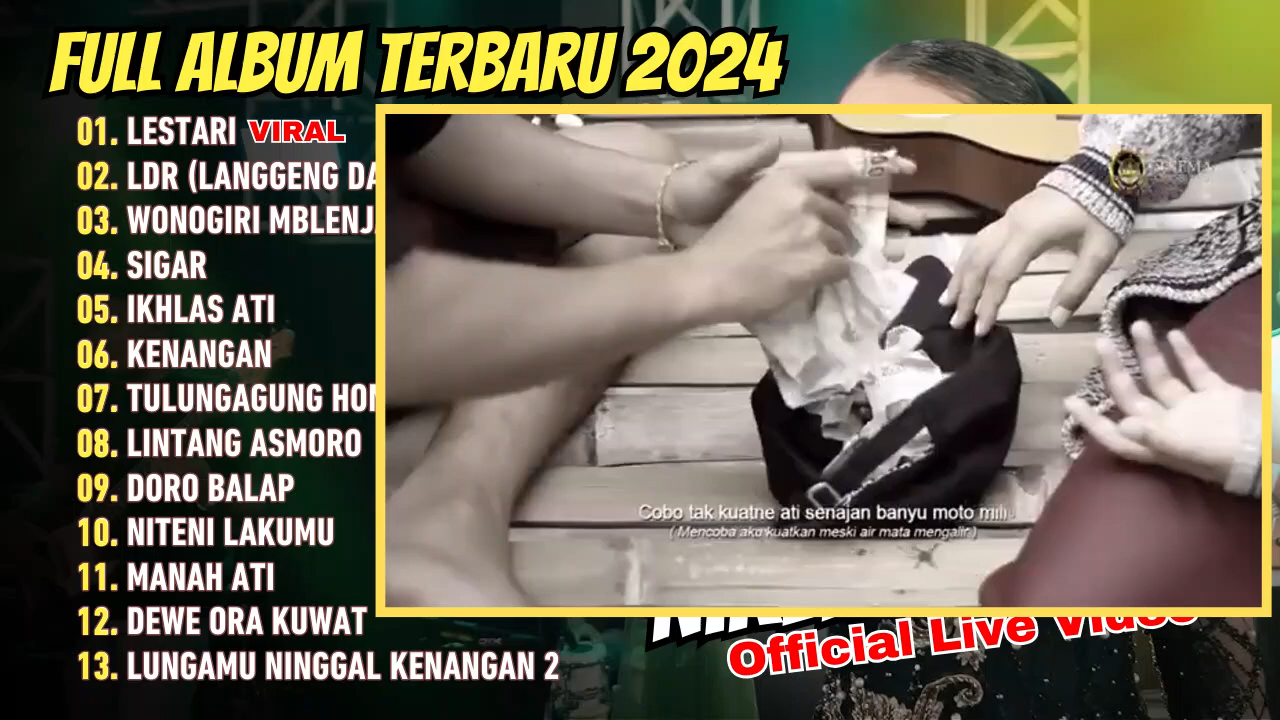 FULL ALBUM TERBARU 2024
01. LESTARI VIRAL
02. LDR (LANGGENG DA
03. WONOGIRI MBLENJ
04. SIGAR
05. IKHLAS ATI
06. KENANGAN
07. TULUNGAGUNG HO
08. LINTANG ASMORO
09. DORO BALAP
10. NITENI LAKUMU
11. MANAH ATI
12. DEWE ORA KUWAT
13. LUNGAMU NINGGAL KENANGAN 2
Cobo tak kuatne ati senajan banyu moto mili
( Mencoba aku kuatkan meski air mata mengalir )
Official Live Video